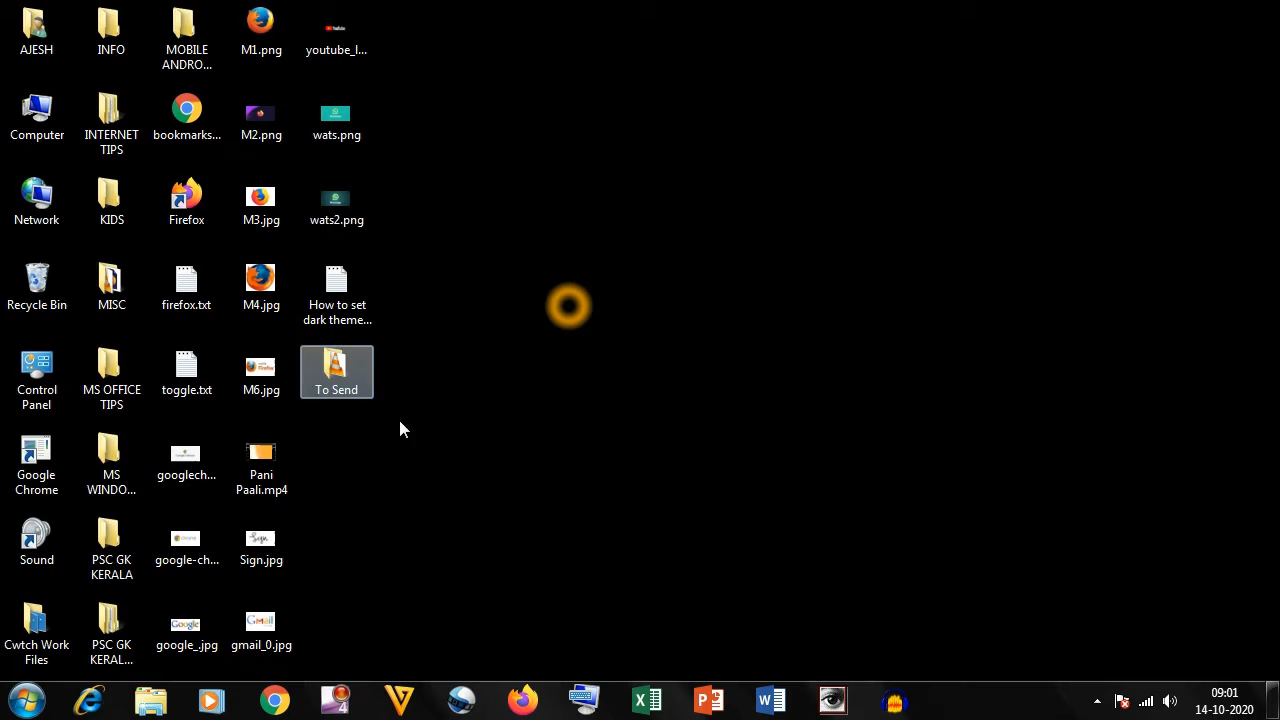 AJESH
INFO
MOBILE
ANDRO...
M1.png
youtube_l...
Computer
INTERNET
TIPS
bookmarks...
M2.png
wats.png
Network
KIDS
Firefox
M3.jpg
wats2.png
Recycle Bin
MISC
firefox.txt
M4.jpg
How to set
dark theme...
Control
Panel
MS OFFICE
TIPS
toggle.txt
M6.jpg
To Send
Google
Chrome
MS
WINDO...
googlech...
Pani
Paali.mp4
Sound
PSC GK
KERALA
google-ch...
Sign.jpg
Cwtch Work
Files
PSC GK
KERAL...
Google
google_.jpg
Gmail
gmail_0.jpg
09:01
14-10-2020